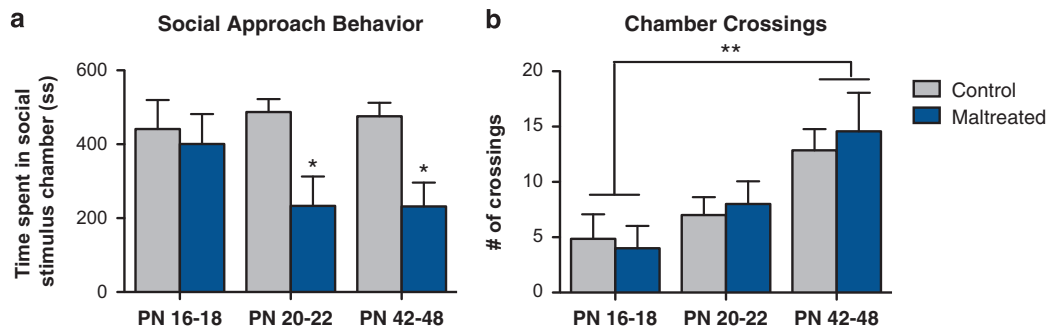 a
Social Approach Behavior
Time spent in social
stimulus chamber (ss)
600
400
200
0
*
*
PN 16-18
PN 20-22
PN 42-48
b
Chamber Crossings
# of crossings
20
15
10
5
0
**
PN 16-18
PN 20-22
PN 42-48
Control
Maltreated